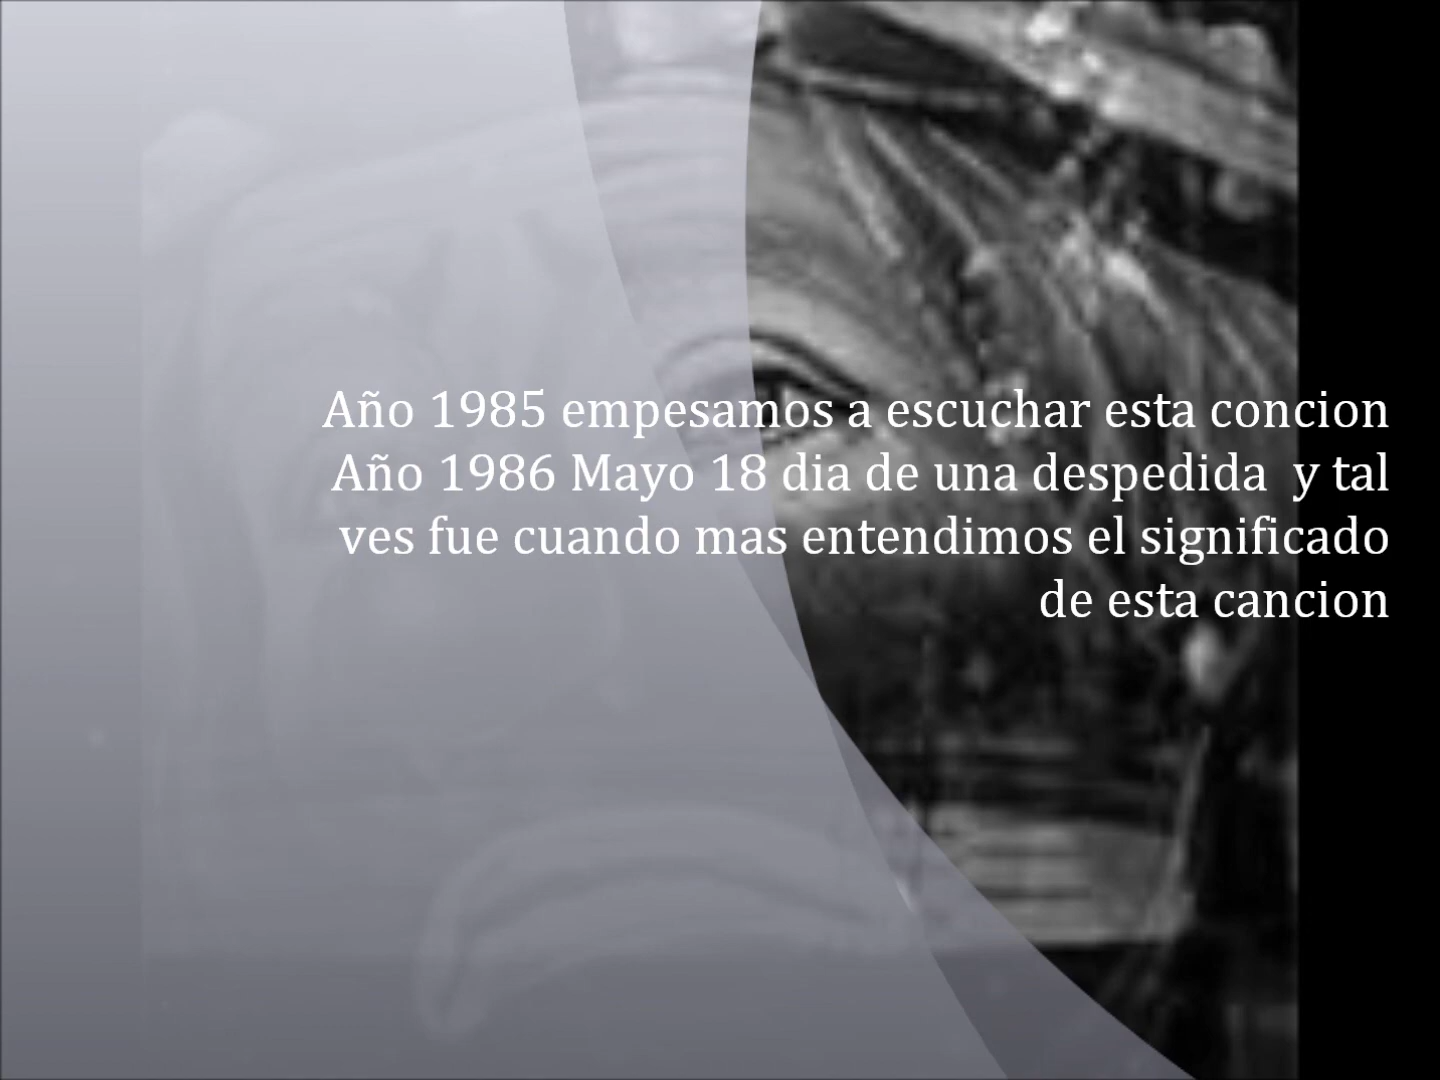 Año 1985 empesamos a escuchar esta concion
Año 1986 Mayo 18 dia de una despedida  y tal
ves fue cuando mas entendimos el significado
de esta cancion